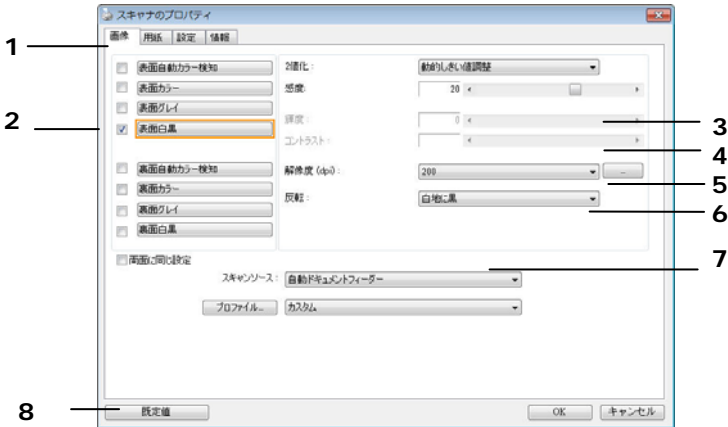 スキャナのプロパティ
画像 用紙 設定 情報
1
表面自動カラー検知 2値化: 動的しきい値調整
表面カラー 感度: 20
表面グレイ
2 表面白黒 輝度: 0 3
コントラスト: 4
裏面自動カラー検知 解像度 (dpi): 200 ...
裏面カラー 5
裏面グレイ 反転: 白地に黒 6
裏面白黒
両面に同じ設定 7
スキャンソース: 自動ドキュメントフィーダー
プロファイル... カスタム
8 既定値 OK キャンセル